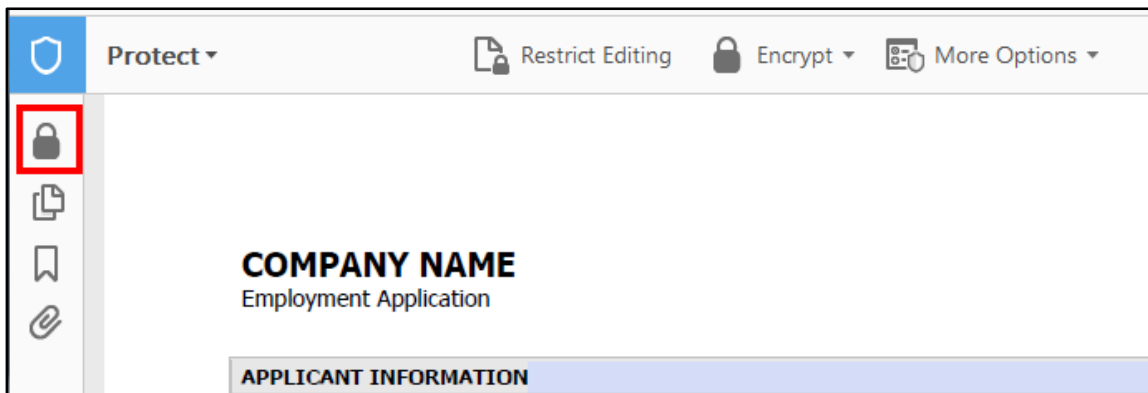 Protect Restrict Editing Encrypt More Options
COMPANY NAME
Employment Application
APPLICANT INFORMATION